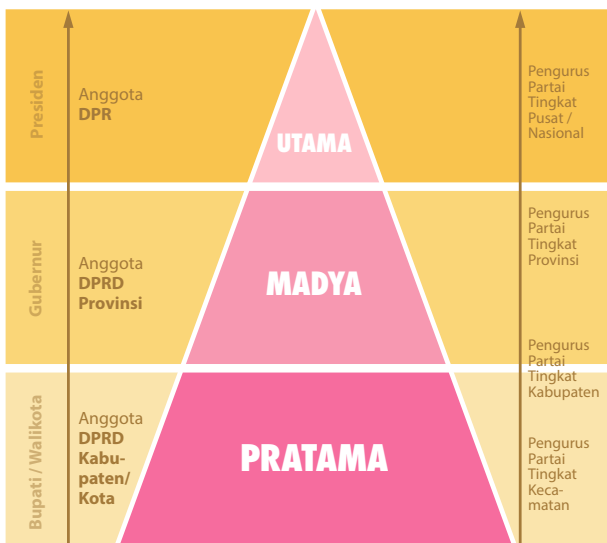 Presiden
Anggota
DPR
UTAMA
Pengurus
Partai
Tingkat
Pusat /
Nasional
Gubernur
Anggota
DPRD
Provinsi
MADYA
Pengurus
Partai
Tingkat
Provinsi
Bupati / Walikota
Anggota
DPRD
Kabu-
paten/
Kota
PRATAMA
Pengurus
Partai
Tingkat
Kabupaten
Pengurus
Partai
Tingkat
Keca-
matan